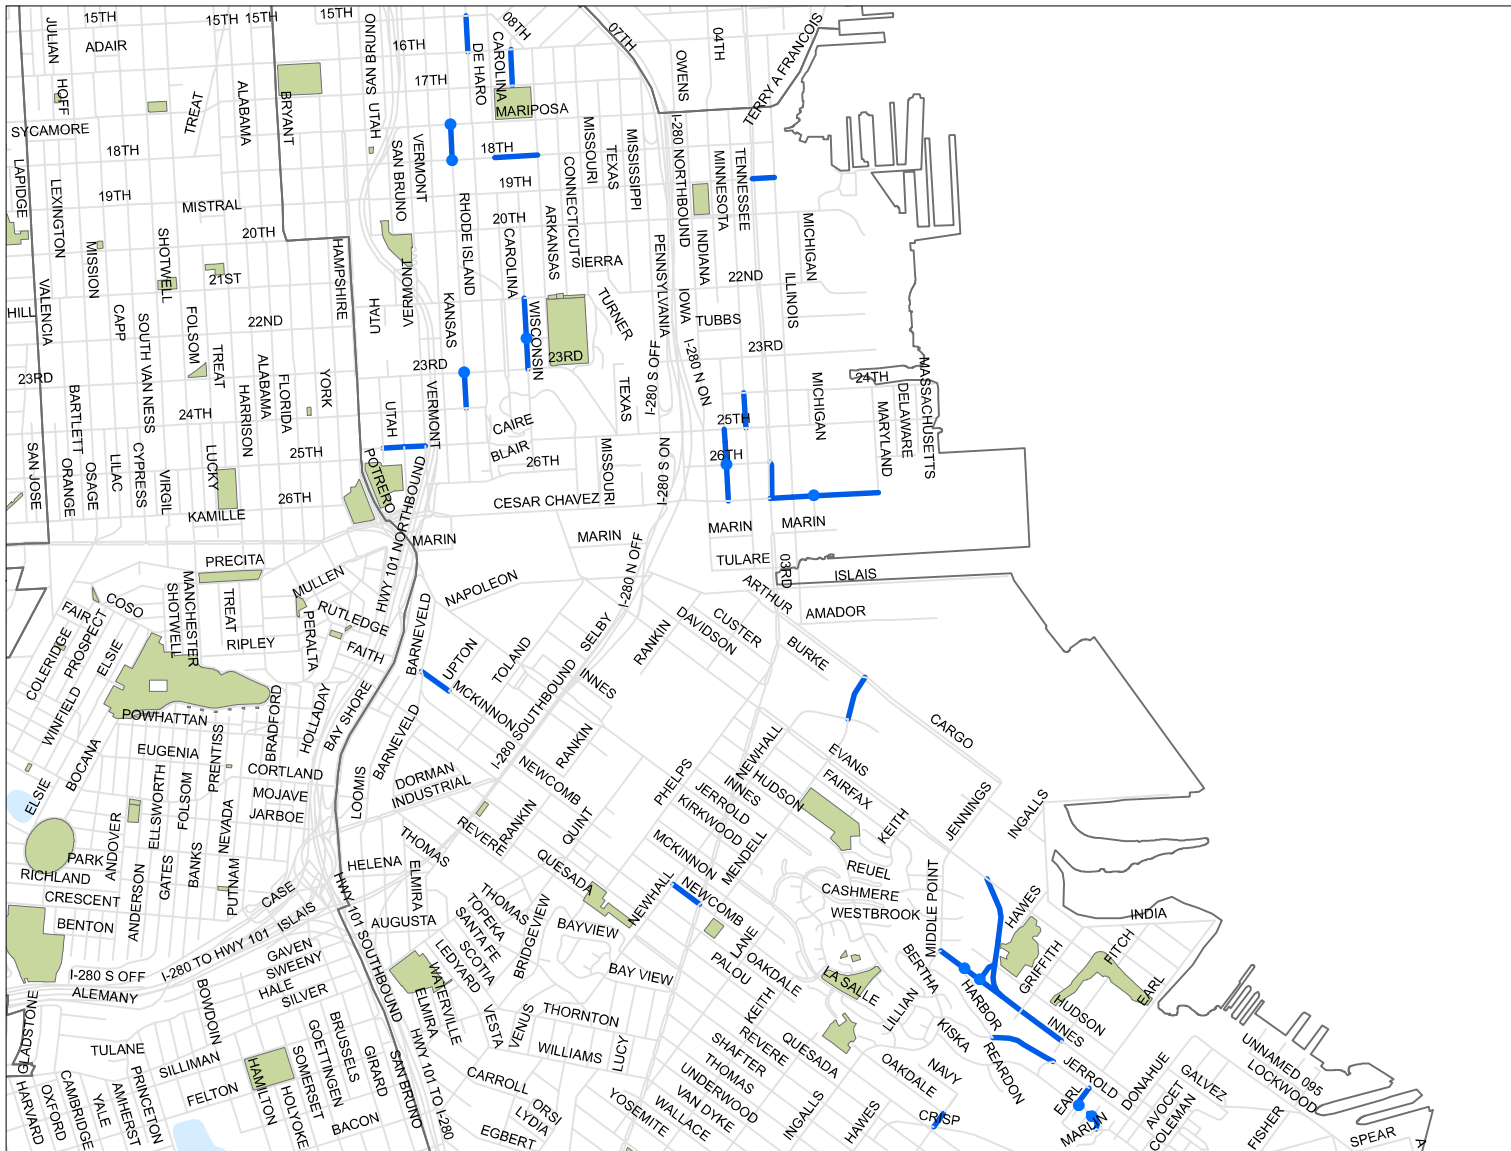 15TH
15TH
15TH
15TH
08TH
07TH
04TH
TERRY A FRANCOIS
JULIAN
ADAIR
SAN BRUNO
16TH
DE HARO
CAROLINA
OWENS
HOFF
17TH
TREAT
ALABAMA
BRYANT
UTAH
MARIPOSA
SYCAMORE
18TH
LAPIDGE
LEXINGTON
19TH
MISTRAL
SAN BRUNO
VERMONT
18TH
19TH
20TH
CONNECTICUT
MISSOURI
TEXAS
MISSISSIPPI
I-280 NORTHBOUND
MINNESOTA
TENNESSEE
MICHIGAN
RHODE ISLAND
CAROLINA
ARKANSAS
SIERRA
PENNSYLVANIA
INDIANA
22ND
ILLINOIS
MISSION
SHOTWELL
20TH
21ST
HAMPSHIRE
VERMONT
UTAH
KANSAS
WISCONSIN
TURNER
IOWA
TUBBS
HILL
VALENCIA
CAPP
SOUTH VAN NESS
FOLSOM
22ND
23RD
TREAT
ALABAMA
FLORIDA
YORK
HARRISON
23RD
VERMONT
23RD
I-280 S OFF
I-280 N ON
23RD
24TH
MASSACHUSETTS
BARTLETT
24TH
UTAH
CAIRE
TEXAS
25TH
MICHIGAN
MARYLAND
DELAWARE
SAN JOSE
ORANGE
OSAGE
LILAC
CYPRESS
VIRGIL
LUCKY
25TH
POTRERO
BLAIR
26TH
MISSOURI
I-280 S ON
26TH
26TH
KAMILLE
HWY 101 NORTHBOUND
CESAR CHAVEZ
MARIN
MARIN
MARIN
MARIN
PRECITA
TULARE
03RD
ISLAIS
MULLEN
NAPOLEON
I-280 N OFF
ARTHUR
AMADOR
COSO
FAIR
MANCHESTER
SHOTWELL
TREAT
RIPLEY
PERALTA
RUTLEDGE
FAITH
BARNEVELD
SELBY
RANKIN
DAVIDSON
CUSTER
BURKE
COLERIDGE
PROSPECT
ELSIE
WINFIELD
UPTON
TOLAND
INNES
MCKINNON
I-280 SOUTHBOUND
POWHATTAN
BRADFORD
HOLLADAY
BAY SHORE
BARNEVELD
RANKIN
CARGO
BOCANA
EUGENIA
PRENTISS
CORTLAND
NEWHALL
EVANS
ELSIE
ELLSWORTH
FOLSOM
MOJAVE
JARBOE
LOOMIS
DORMAN
INDUSTRIAL
NEWCOMB
PHELPS
INNES
HUDSON
FAIRFAX
JERROLD
KIRKWOOD
KEITH
JENNINGS
INGALLS
PARK
RICHLAND
ANDOVER
GATES
BANKS
NEVADA
PUTNAM
THOMAS
REVERE
RANKIN
QUINT
MCKINNON
MENDELL
REUEL
CRESCENT
ANDERSON
CASE
HELENA
ELMIRA
QUESADA
NEWHALL
NEWCOMB
CASHMERE
WESTBROOK
MIDDLE POINT
HAWES
INDIA
BENTON
ISLAIS
HWY 101 SOUTHBOUND
AUGUSTA
THOMAS
TOPEKA
SANTA FE
SCOTIA
LEDYARD
BRIDGEVIEW
BAYVIEW
LANE
FITCH
I-280 S OFF
I-280 TO HWY 101
GAVEN
SWEENY
HALE
SILVER
WATERVILLE
BAY VIEW
PALOU
OAKDALE
LA SALLE
BERTHA
GRIFFITH
EARL
ALEMANY
BOWDOIN
ELMIRA
VESTA
VENUS
THORNTON
KEITH
LILLIAN
HARBOR
HUDSON
INNES
GLADSTONE
TULANE
SILLIMAN
GOETTINGEN
BRUSSELS
WILLIAMS
LUCY
REVERE
SHAFTER
QUESADA
KISKA
REARDON
JERROLD
UNNAMED 095
LOCKWOOD
HARVARD
OXFORD
CAMBRIDGE
YALE
AMHERST
PRINCETON
FELTON
HAMILTON
SOMERSET
HOLYOKE
GIRARD
SAN BRUNO
HWY 101 TO I-280
CARROLL
ORSI
LYDIA
EGBERT
THOMAS
UNDERWOOD
VAN DYKE
WALLACE
YOSEMITE
INGALLS
HAWES
OAKDALE
NAVY
CRISP
EARL
MARLIN
DONAHUE
GALVEZ
AVOCET
COLEMAN
FISHER
SPEAR
A
BACON